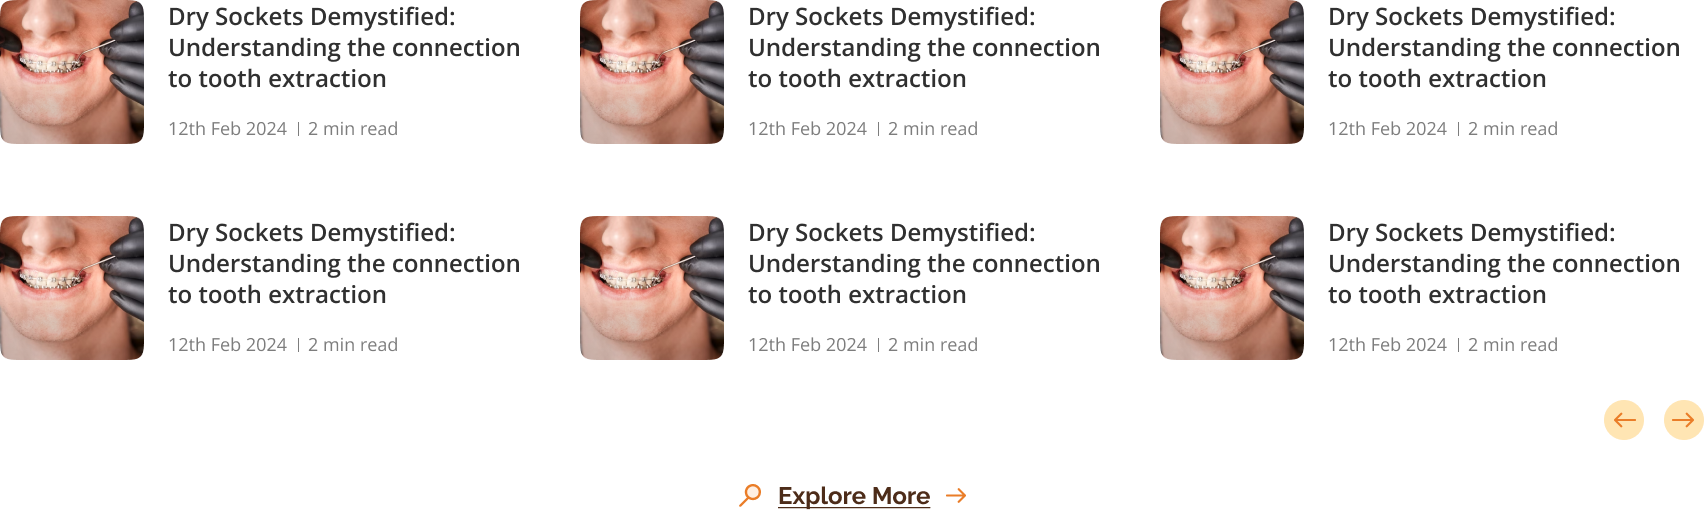 Dry Sockets Demystified:
Understanding the connection
to tooth extraction
12th Feb 2024 | 2 min read
Dry Sockets Demystified:
Understanding the connection
to tooth extraction
12th Feb 2024 | 2 min read
Dry Sockets Demystified:
Understanding the connection
to tooth extraction
12th Feb 2024 | 2 min read
Dry Sockets Demystified:
Understanding the connection
to tooth extraction
12th Feb 2024 | 2 min read
Dry Sockets Demystified:
Understanding the connection
to tooth extraction
12th Feb 2024 | 2 min read
Dry Sockets Demystified:
Understanding the connection
to tooth extraction
12th Feb 2024 | 2 min read
Explore More